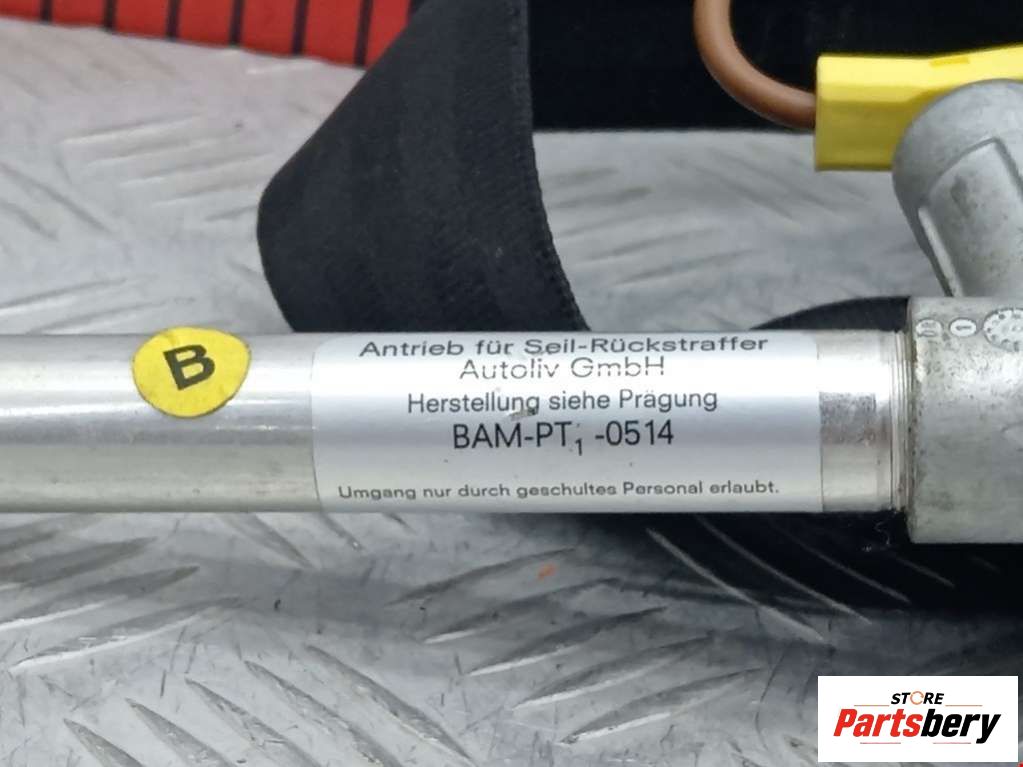 B
Antrieb für Seil-Rückstraffer
Autoliv GmbH
Herstellung siehe Prägung
BAM-PT₁ -0514
Umgang nur durch geschultes Personal erlaubt.
STORE
Partsbery